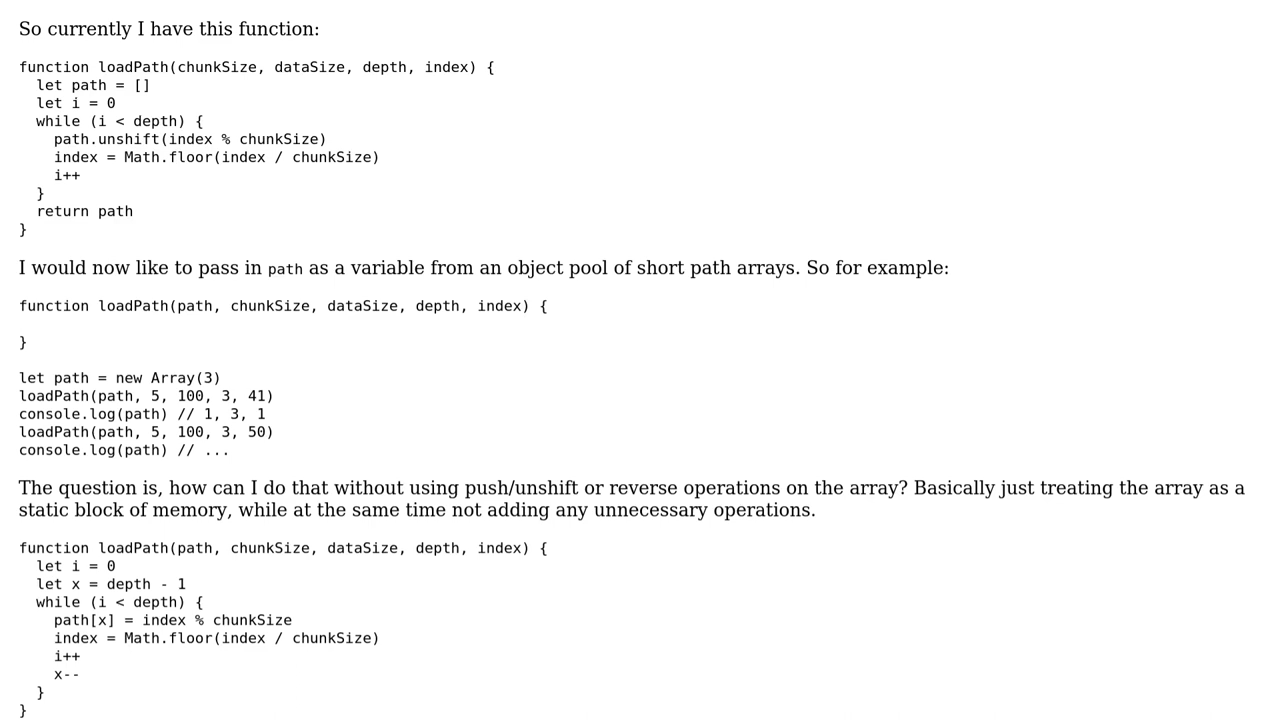 So currently I have this function:
function loadPath(chunkSize, dataSize, depth, index) {
  let path = []
  let i = 0
  while (i < depth) {
    path.unshift(index % chunkSize)
    index = Math.floor(index / chunkSize)
    i++
  }
  return path
}
I would now like to pass in path as a variable from an object pool of short path arrays. So for example:
function loadPath(path, chunkSize, dataSize, depth, index) {

}

let path = new Array(3)
loadPath(path, 5, 100, 3, 41)
console.log(path) // 1, 3, 1
loadPath(path, 5, 100, 3, 50)
console.log(path) // ...
The question is, how can I do that without using push/unshift or reverse operations on the array? Basically just treating the array as a
static block of memory, while at the same time not adding any unnecessary operations.
function loadPath(path, chunkSize, dataSize, depth, index) {
  let i = 0
  let x = depth - 1
  while (i < depth) {
    path[x] = index % chunkSize
    index = Math.floor(index / chunkSize)
    i++
    x--
  }
}